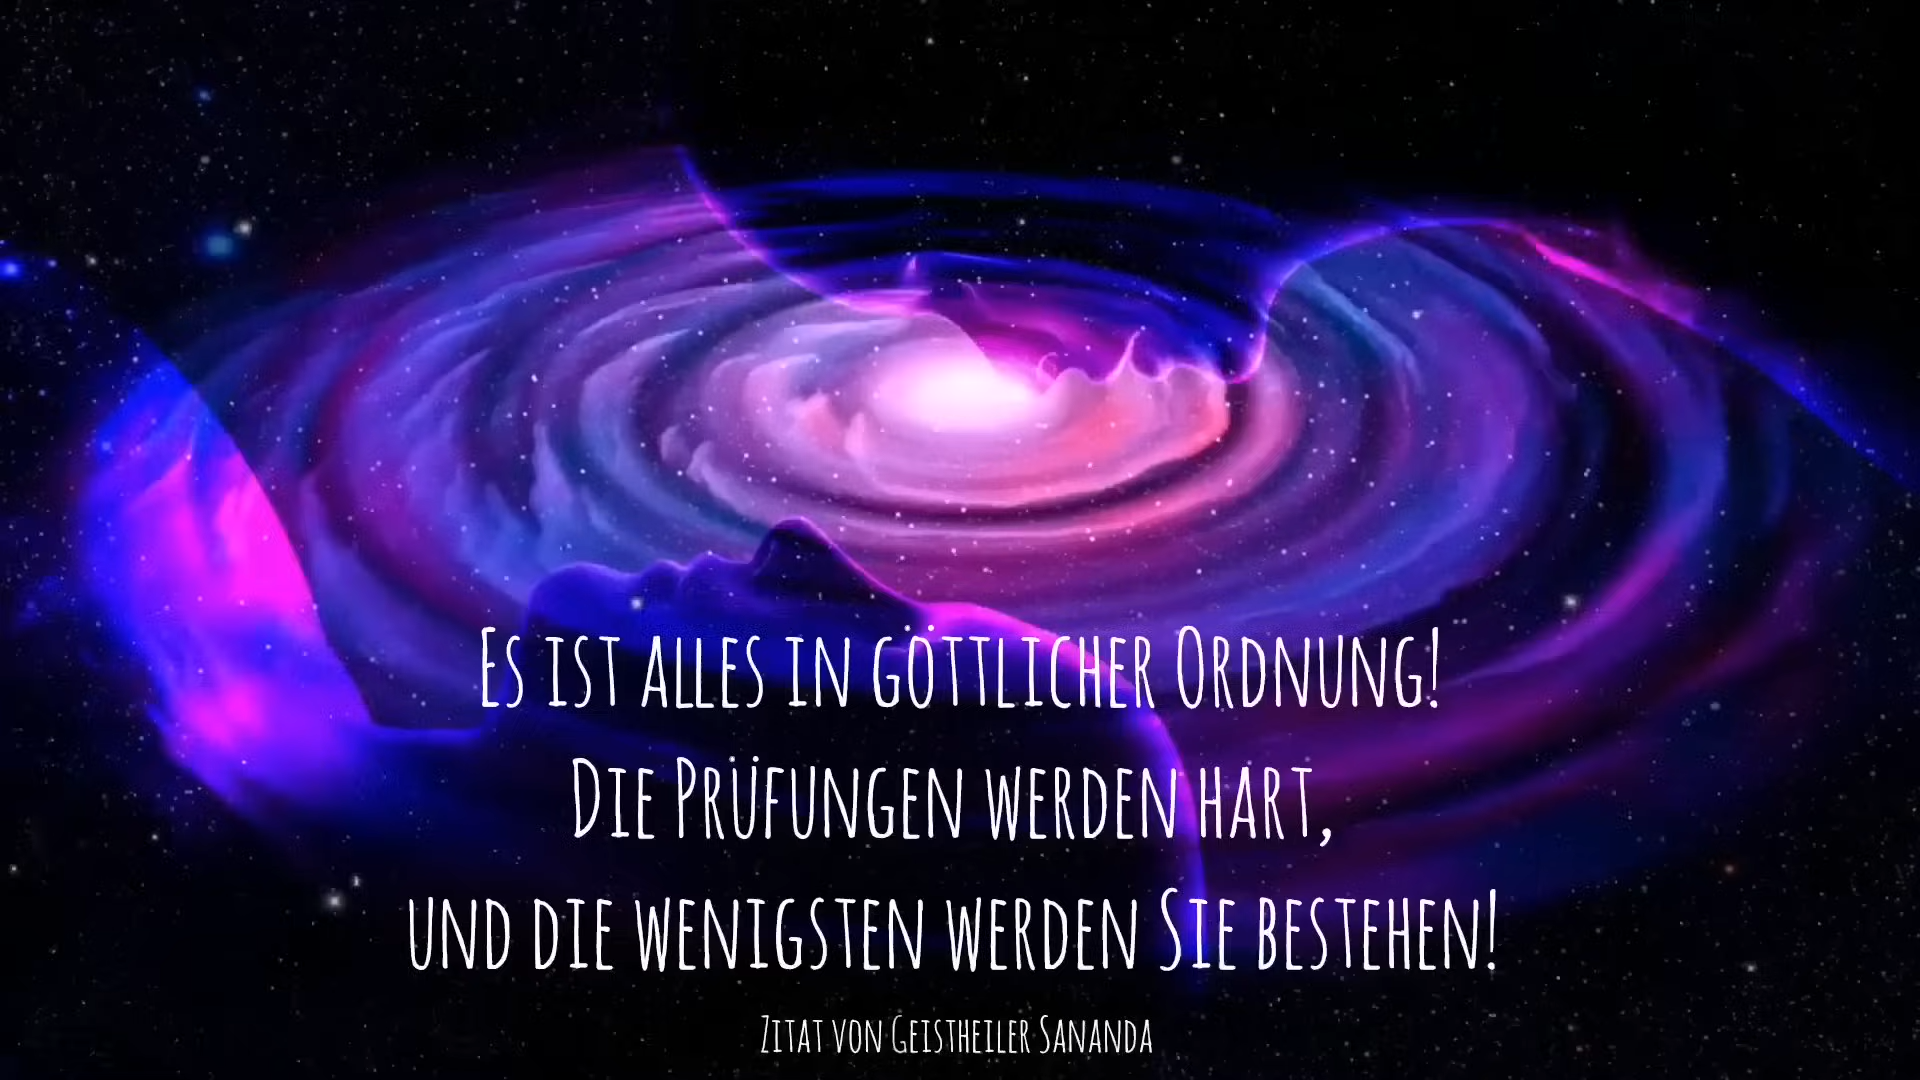 Es ist alles in göttlicher Ordnung!
Die Prüfungen werden hart,
und die wenigsten werden Sie bestehen!
Zitat von Geistheiler Sananda